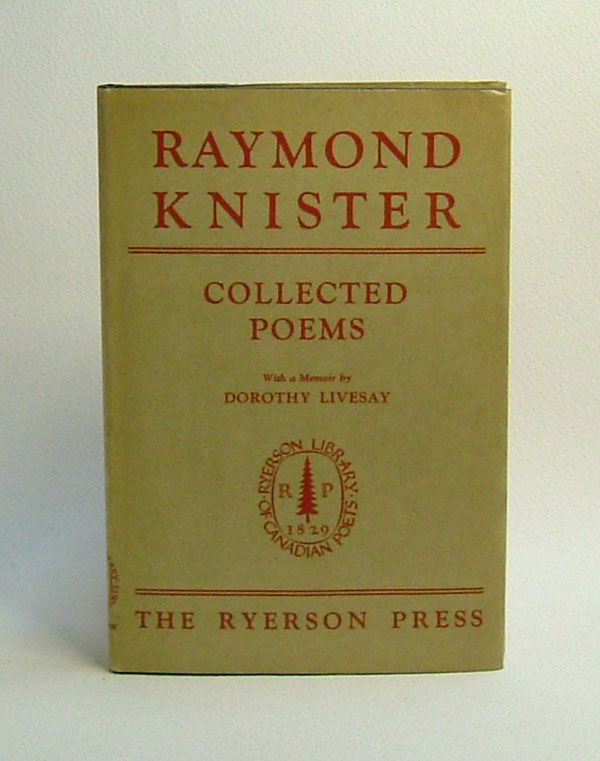 RAYMOND
KNISTER
COLLECTED
POEMS
With a Memoir by
DOROTHY LIVESAY
RYERSON LIBRARY
OF CANADIAN POETS
R P
1829
THE RYERSON PRESS